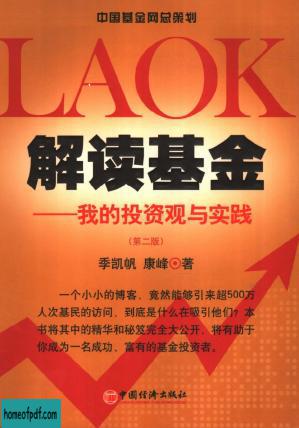 中国基金网总策划
LAOK
解读基金
——我的投资观与实践
(第二版)
季凯帆 康峰◎著
一个小小的博客，竟然能够引来超500万
人次基民的访问，到底是什么在吸引他们？本
书将其中的精华和秘笈完全大公开，将有助于
你成为一名成功、富有的基金投资者。
中国经济出版社
homeofpdf.com